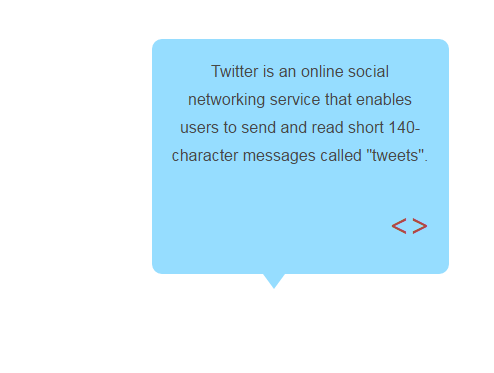 Twitter is an online social
networking service that enables
users to send and read short 140-
character messages called "tweets".
< >